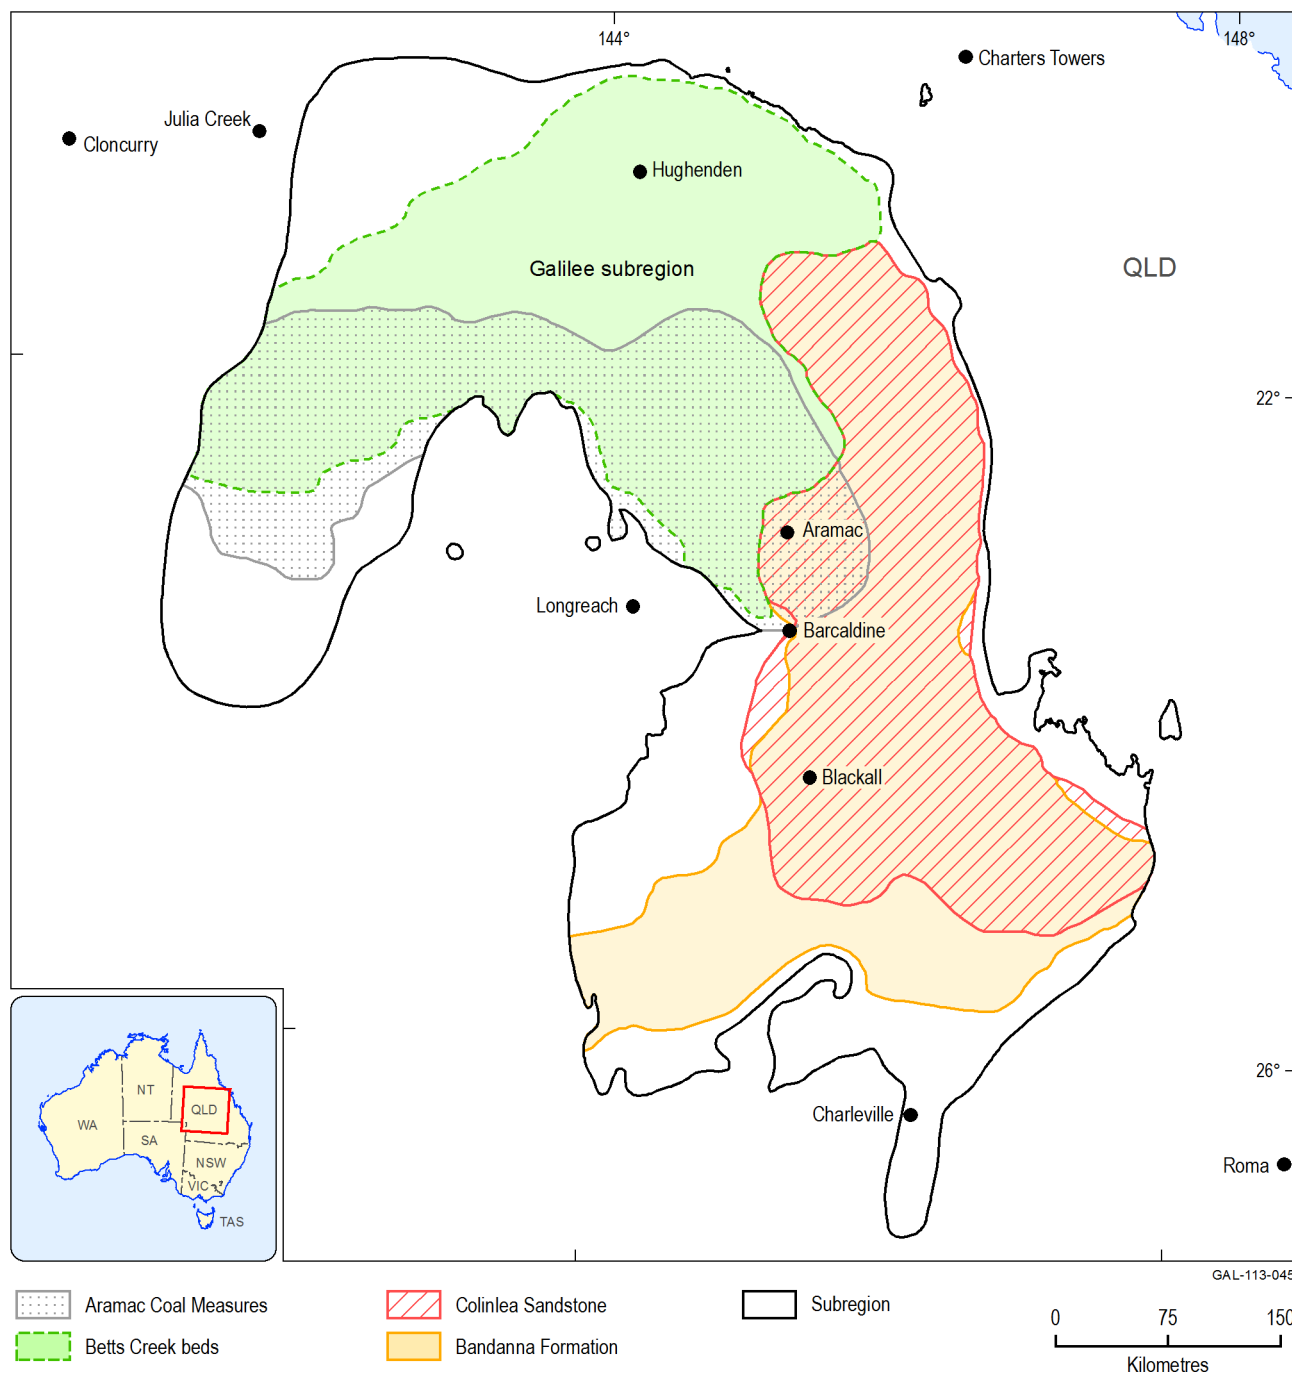 144°
148°
Charters Towers
Julia Creek
Cloncurry
Hughenden
Galilee subregion
QLD
22°
Aramac
Longreach
Barcaldine
Blackall
26°
Charleville
Roma
NT
QLD
WA
SA
NSW
VIC
TAS
GAL-113-045
Aramac Coal Measures
Colinlea Sandstone
Subregion
Betts Creek beds
Bandanna Formation
0 75 150
Kilometres